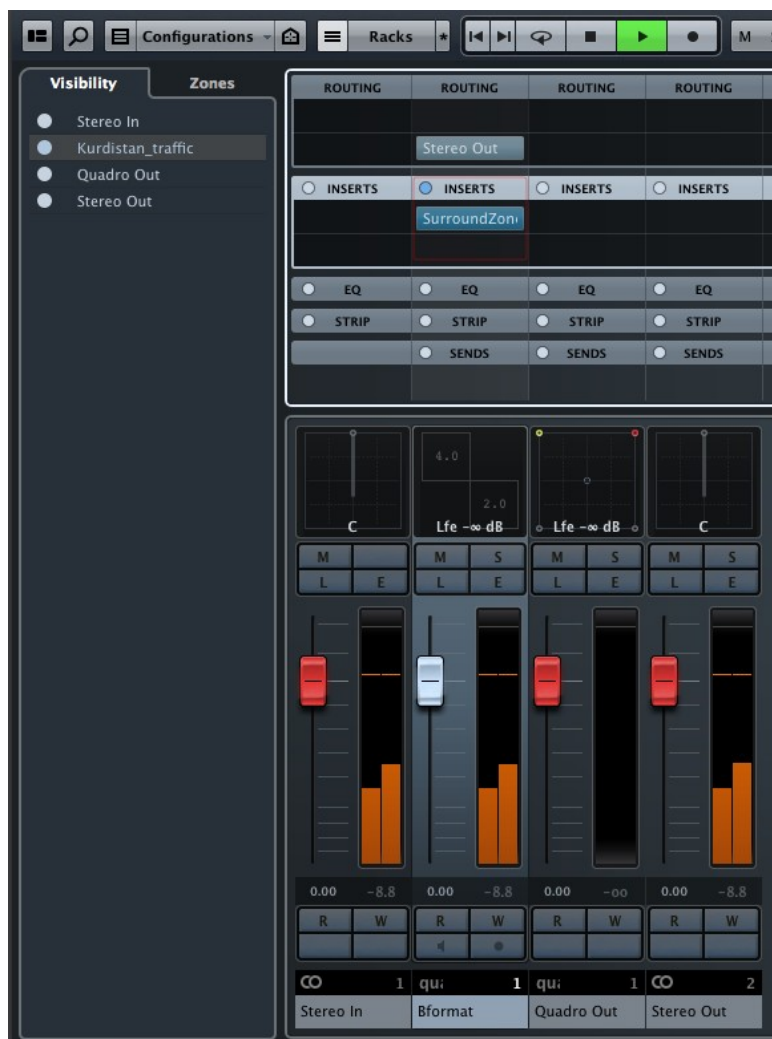 Configurations Racks * M
Visibility Zones
Stereo In
Kurdistan_traffic
Quadro Out
Stereo Out
ROUTING ROUTING ROUTING ROUTING
Stereo Out
INSERTS INSERTS INSERTS INSERTS
SurroundZon
EQ EQ EQ EQ
STRIP STRIP STRIP STRIP
SENDS SENDS SENDS
4.0
2.0
C Lfe -∞ dB Lfe -∞ dB C
M M S M S M S
L E L E L E L E
0.00 -8.8 0.00 -8.8 0.00 -oo 0.00 -8.8
R W R W R W R W
1 qua 1 qua 1 2
Stereo In Bformat Quadro Out Stereo Out